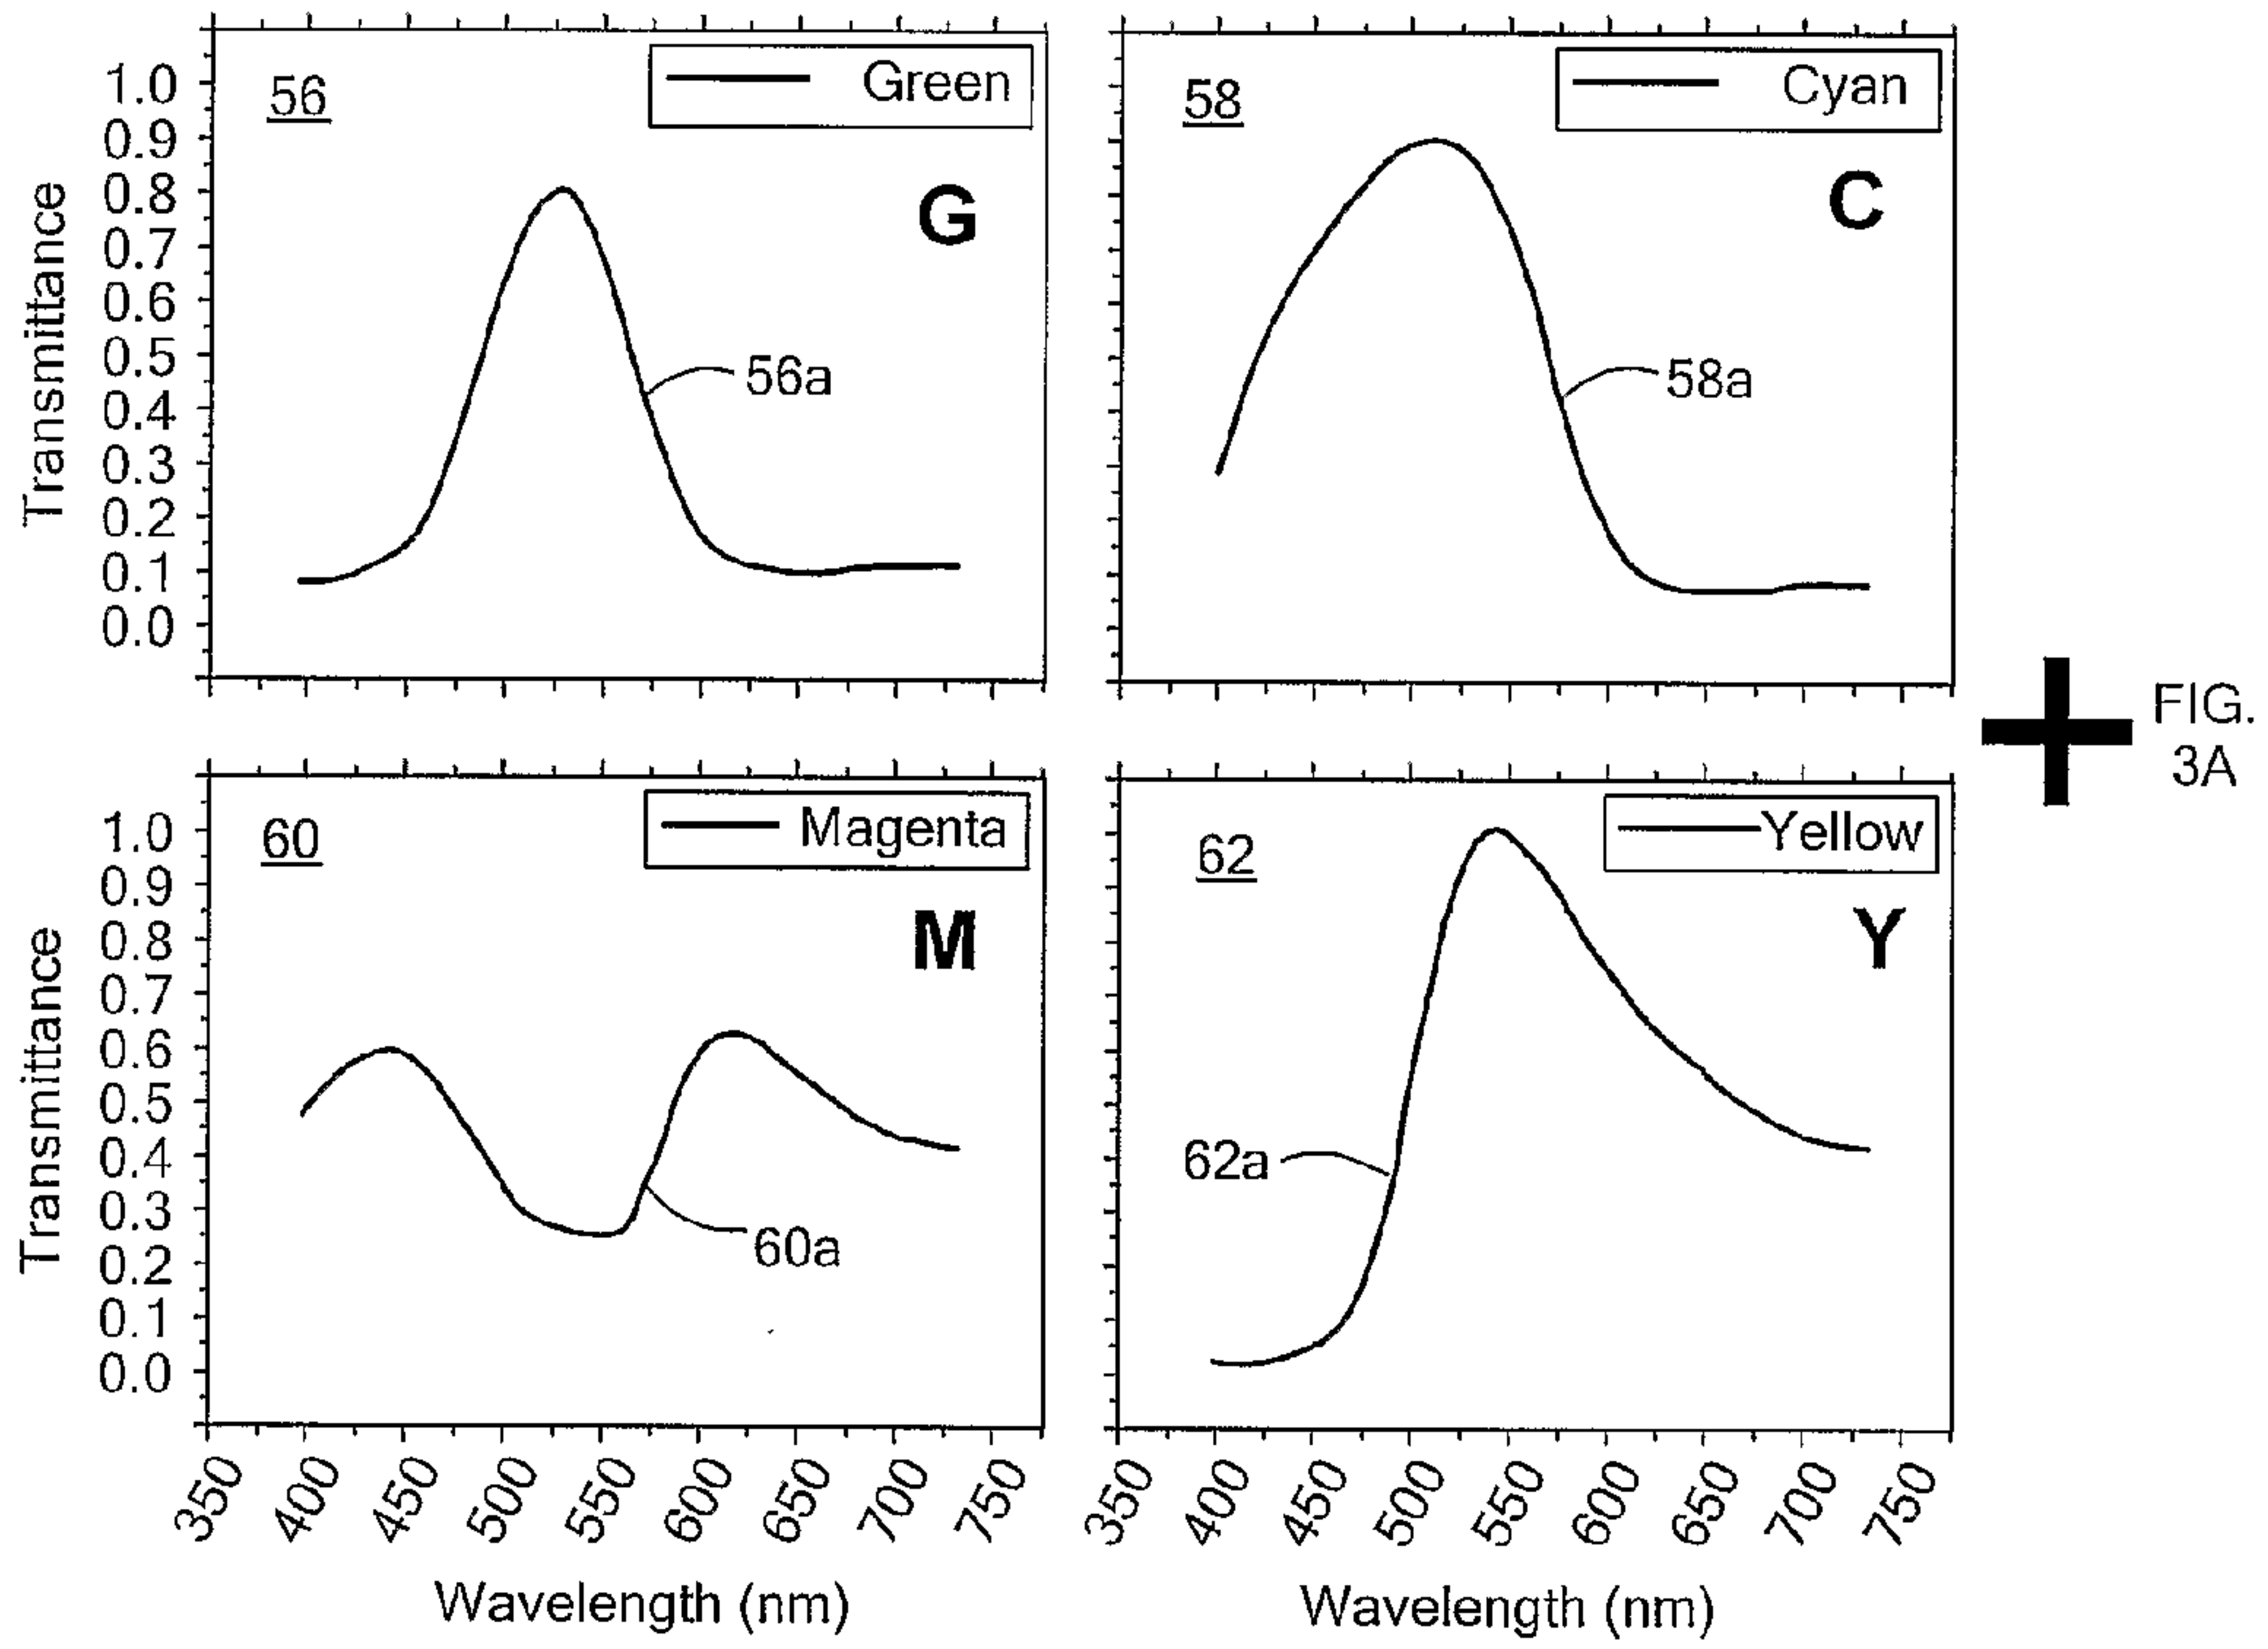 56
Green
1.0
0.9
0.8
0.7
0.6
0.5
0.4
0.3
0.2
0.1
0.0
Transmittance
G
56a
58
Cyan
C
58a
FIG.
3A
60
Magenta
1.0
0.9
0.8
0.7
0.6
0.5
0.4
0.3
0.2
0.1
0.0
Transmittance
M
60a
350 400 450 500 550 600 650 700 750
Wavelength (nm)
62
Yellow
Y
62a
350 400 450 500 550 600 650 700 750
Wavelength (nm)